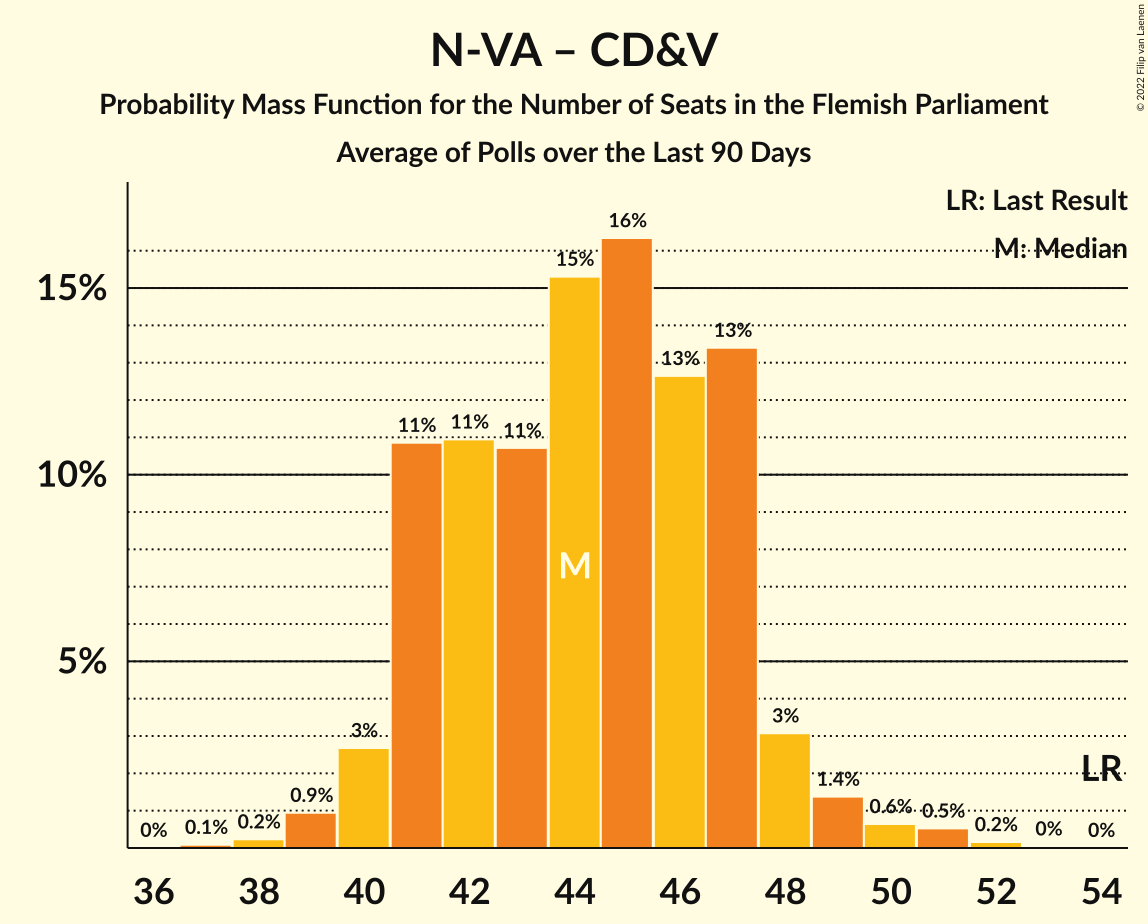 N-VA – CD&V
Probability Mass Function for the Number of Seats in the Flemish Parliament
Average of Polls over the Last 90 Days
© 2022 Filip van Laenen
LR: Last Result
M: Median
15%
10%
5%
0%
0.1%
0.2%
0.9%
3%
11%
11%
11%
15%
16%
13%
13%
3%
1.4%
0.6%
0.5%
0.2%
0%
0%
M
LR
36 38 40 42 44 46 48 50 52 54